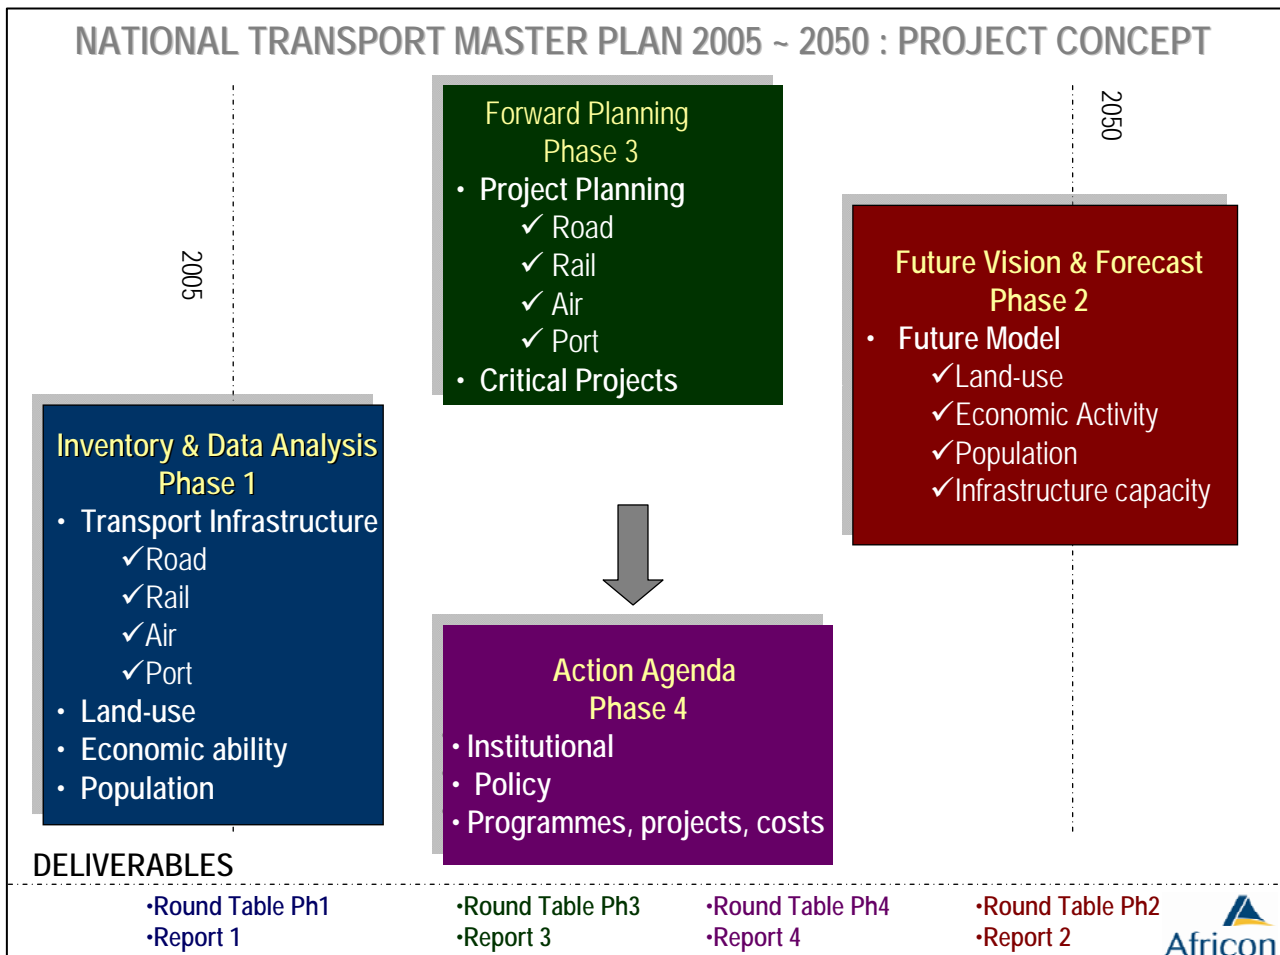 NATIONAL TRANSPORT MASTER PLAN 2005 ~ 2050 : PROJECT CONCEPT
2005
Inventory & Data Analysis
Phase 1
• Transport Infrastructure
✓Road
✓Rail
✓Air
✓Port
• Land-use
• Economic ability
• Population
Forward Planning
Phase 3
• Project Planning
✓ Road
✓ Rail
✓ Air
✓ Port
• Critical Projects
Action Agenda
Phase 4
• Institutional
• Policy
• Programmes, projects, costs
2050
Future Vision & Forecast
Phase 2
• Future Model
✓Land-use
✓Economic Activity
✓Population
✓Infrastructure capacity
DELIVERABLES
•Round Table Ph1
•Report 1
•Round Table Ph3
•Report 3
•Round Table Ph4
•Report 4
•Round Table Ph2
•Report 2
Africon